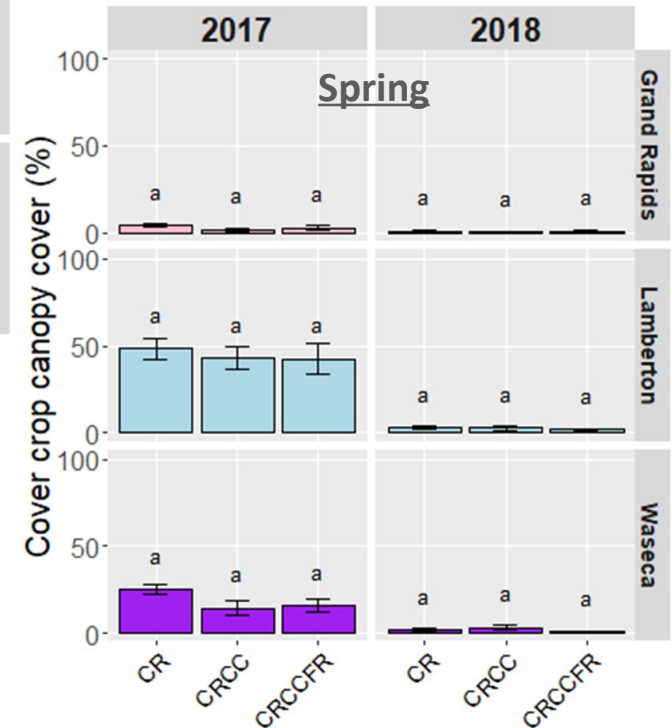 2017 2018
Spring
Cover crop canopy cover (%)
100
50
0
a a a a a a
Grand Rapids
100
50
0
a a a a a a
Lamberton
100
50
0
a a a a a a
Waseca
CR CRCC CRCCFR CR CRCC CRCCFR